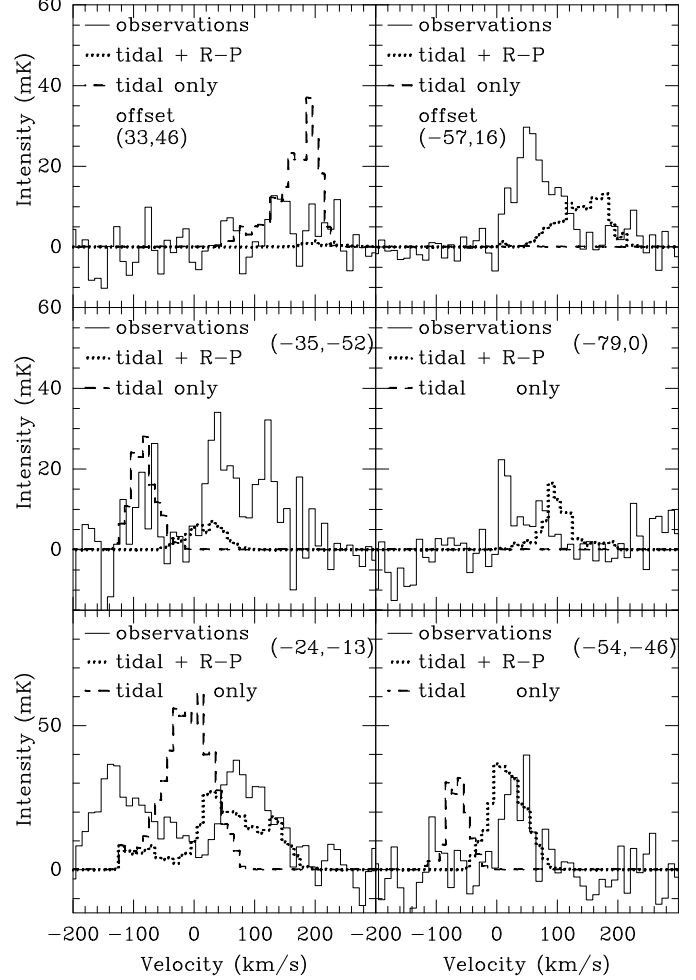 60
observations
observations
tidal + R-P
tidal + R-P
tidal only
tidal only
offset
offset
(33,46)
(-57,16)
40
20
0
Intensity (mK)
60
observations
observations
(-35,-52)
(-79,0)
tidal + R-P
tidal + R-P
tidal only
tidal only
40
20
0
Intensity (mK)
observations
observations
(-24,-13)
(-54,-46)
tidal + R-P
tidal + R-P
tidal only
tidal only
50
0
Intensity (mK)
-200 -100 0 100 200
-200 -100 0 100 200
Velocity (km/s)
Velocity (km/s)